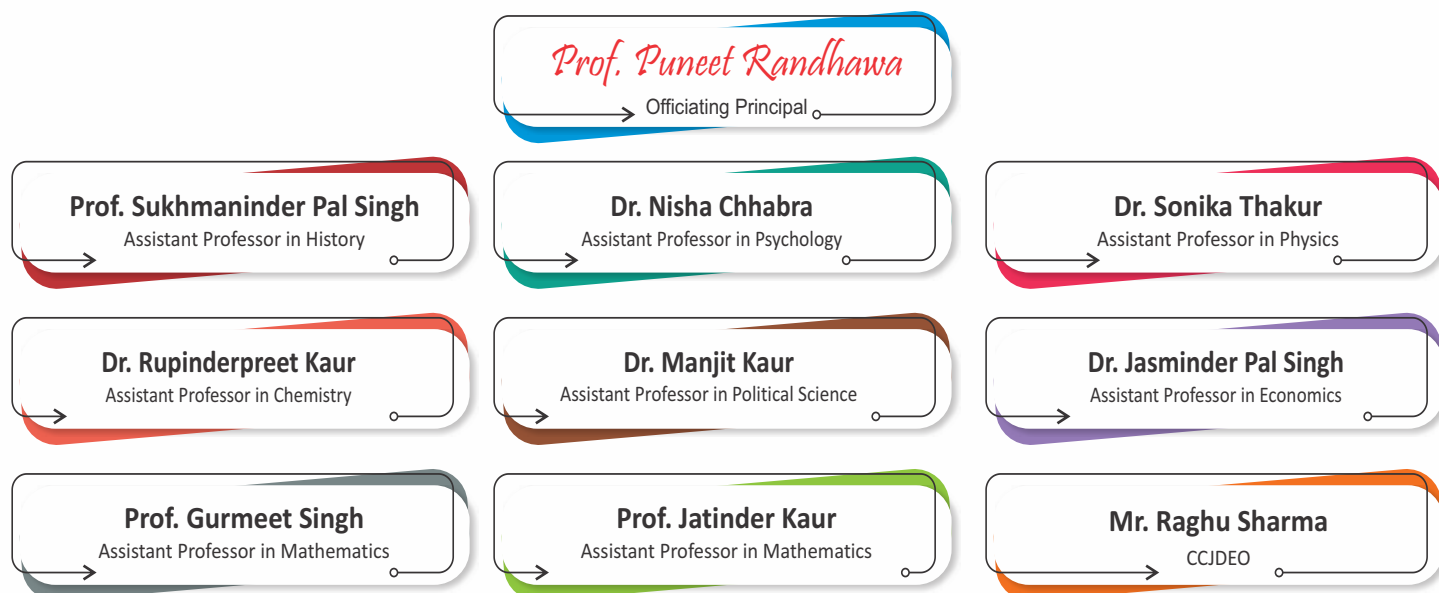 Prof. Puneet Randhawa
Officiating Principal
Prof. Sukhmaninder Pal Singh
Assistant Professor in History
Dr. Nisha Chhabra
Assistant Professor in Psychology
Dr. Sonika Thakur
Assistant Professor in Physics
Dr. Rupinderpreet Kaur
Assistant Professor in Chemistry
Dr. Manjit Kaur
Assistant Professor in Political Science
Dr. Jasminder Pal Singh
Assistant Professor in Economics
Prof. Gurmeet Singh
Assistant Professor in Mathematics
Prof. Jatinder Kaur
Assistant Professor in Mathematics
Mr. Raghu Sharma
CCJDEO